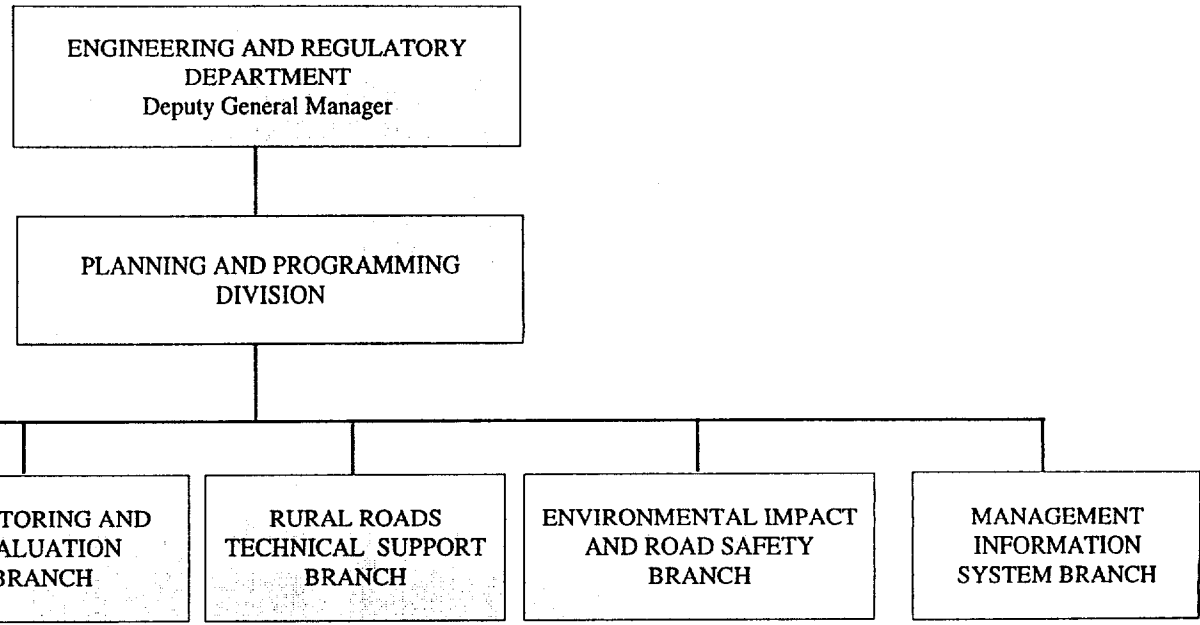 ENGINEERING AND REGULATORY
DEPARTMENT
Deputy General Manager
PLANNING AND PROGRAMMING
DIVISION
TORING AND
ALUATION
BRANCH
RURAL ROADS
TECHNICAL SUPPORT
BRANCH
ENVIRONMENTAL IMPACT
AND ROAD SAFETY
BRANCH
MANAGEMENT
INFORMATION
SYSTEM BRANCH